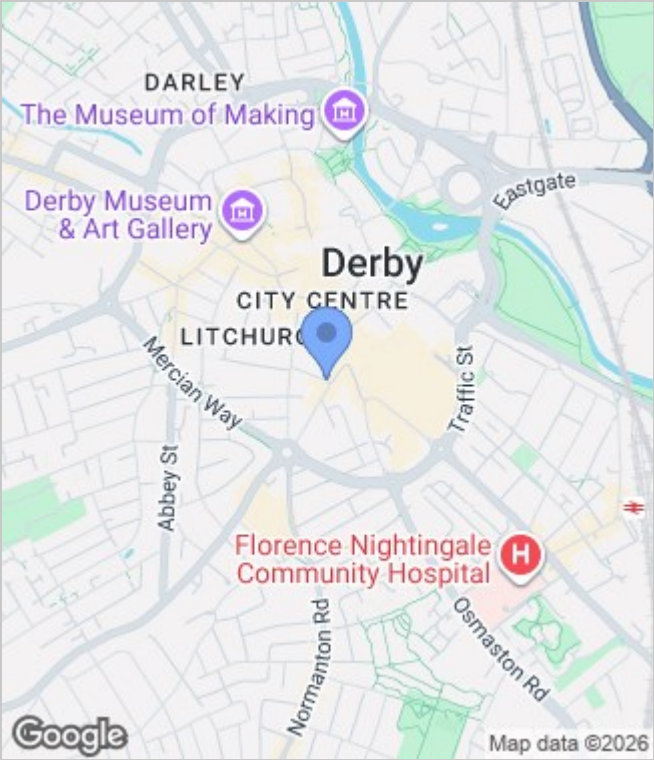 DARLEY
The Museum of Making
Eastgate
Derby Museum
& Art Gallery
Derby
CITY CENTRE
LITCHURC
Mercian Way
Traffic St
Abbey St
Florence Nightingale
Community Hospital
H
Osmaston Rd
Normanton Rd
Google
Map data ©2026